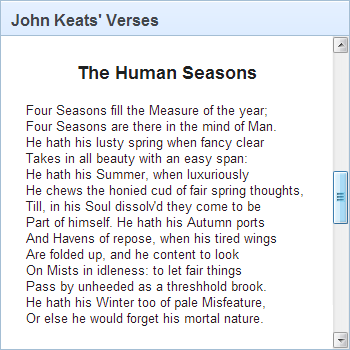 John Keats' Verses
The Human Seasons
Four Seasons fill the Measure of the year;
Four Seasons are there in the mind of Man.
He hath his lusty spring when fancy clear
Takes in all beauty with an easy span:
He hath his Summer, when luxuriously
He chews the honied cud of fair spring thoughts,
Till, in his Soul dissolv'd they come to be
Part of himself. He hath his Autumn ports
And Havens of repose, when his tired wings
Are folded up, and he content to look
On Mists in idleness: to let fair things
Pass by unheeded as a threshhold brook.
He hath his Winter too of pale Misfeature,
Or else he would forget his mortal nature.